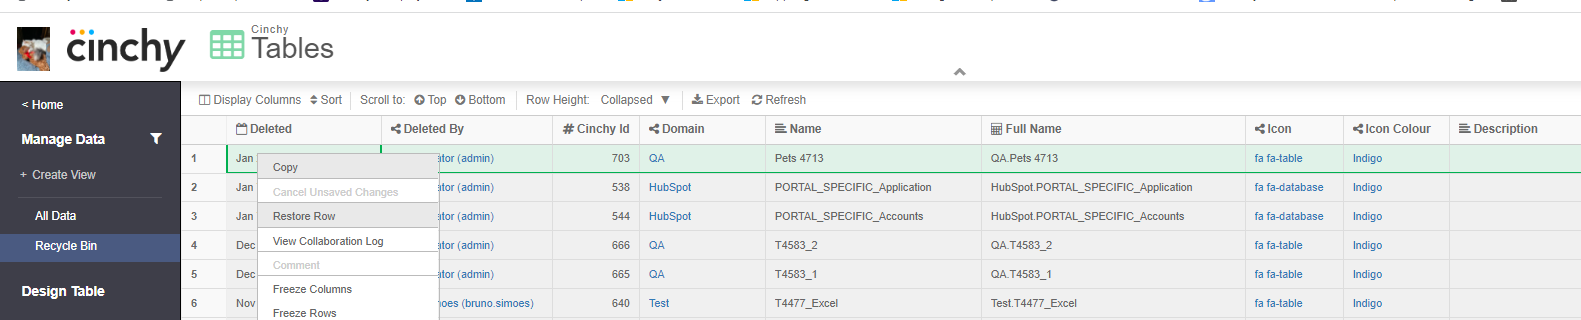 cinchy
Cinchy
Tables
< Home
Manage Data
+ Create View
All Data
Recycle Bin
Design Table
Display Columns Sort Scroll to: Top Bottom Row Height: Collapsed ▼ Export Refresh
Deleted Deleted By # Cinchy Id Domain Name Full Name Icon Icon Colour Description
1 Jan ator (admin) 703 QA Pets 4713 QA.Pets 4713 fa fa-table Indigo
2 Jan ator (admin) 538 HubSpot PORTAL_SPECIFIC_Application HubSpot.PORTAL_SPECIFIC_Application fa fa-database Indigo
3 Jan ator (admin) 544 HubSpot PORTAL_SPECIFIC_Accounts HubSpot.PORTAL_SPECIFIC_Accounts fa fa-database Indigo
4 Dec ator (admin) 666 QA T4583_2 QA.T4583_2 fa fa-table Indigo
5 Dec ator (admin) 665 QA T4583_1 QA.T4583_1 fa fa-table Indigo
6 Nov noes (bruno.simoes) 640 Test T4477_Excel Test.T4477_Excel fa fa-table Indigo
Copy
Cancel Unsaved Changes
Restore Row
View Collaboration Log
Comment
Freeze Columns
Freeze Rows